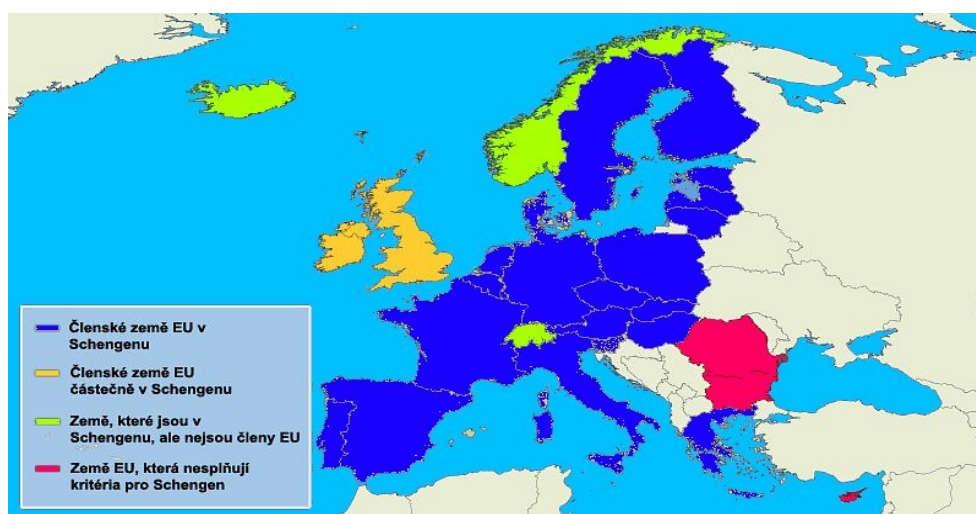 Členské země EU v
Schengenu
Členské země EU
částečně v Schengenu
Země, které jsou v
Schengenu, ale nejsou členy EU
Země EU, která nesplňují
kritéria pro Schengen